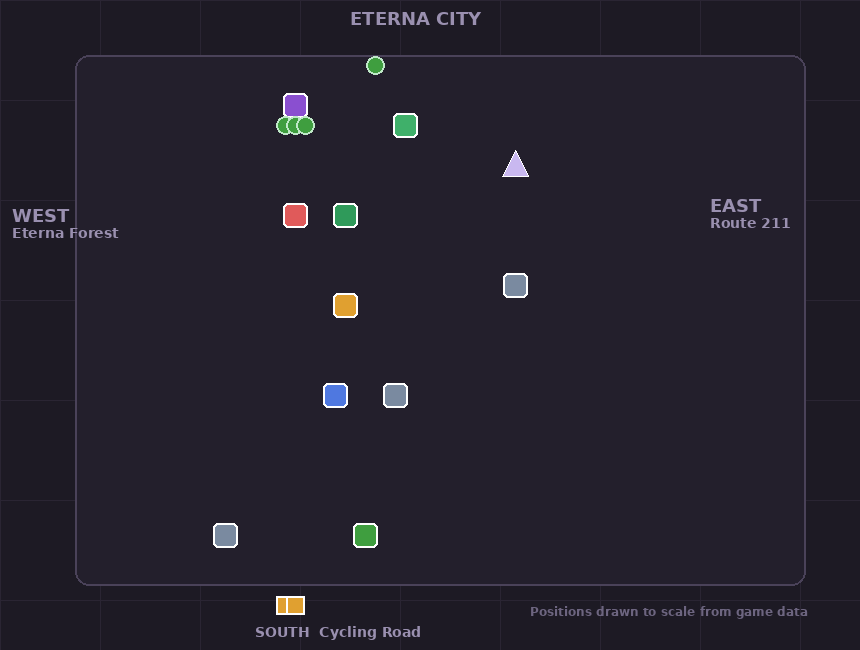 ETERNA CITY
WEST
Eterna Forest
EAST
Route 211
Positions drawn to scale from game data
SOUTH  Cycling Road